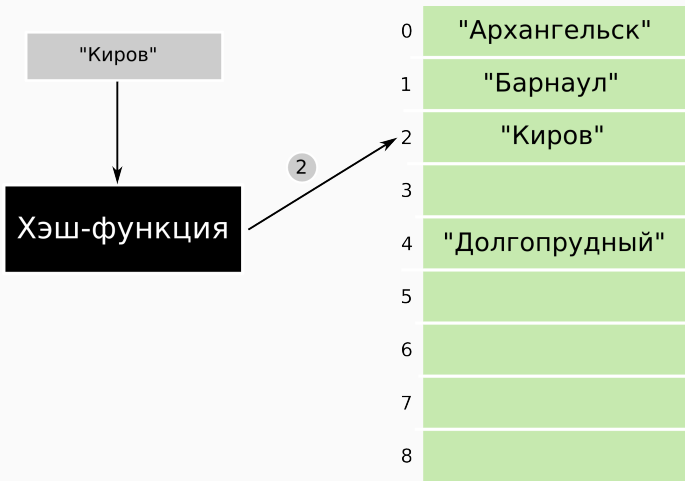 "Киров"
Хэш-функция
2
0 "Архангельск"
1 "Барнаул"
2 "Киров"
3
4 "Долгопрудный"
5
6
7
8